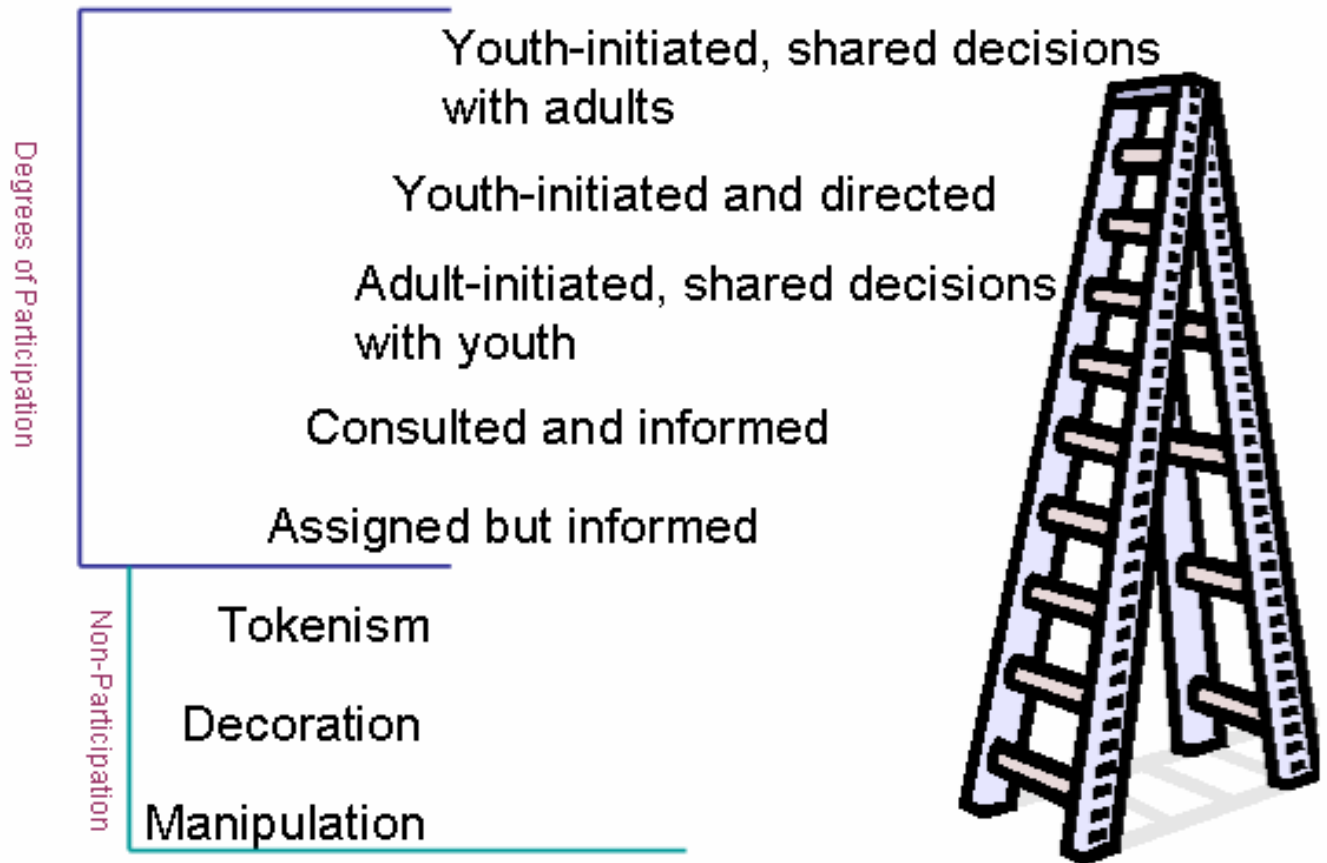 Youth-initiated, shared decisions
with adults
Degrees of Participation
Youth-initiated and directed
Adult-initiated, shared decisions
with youth
Consulted and informed
Assigned but informed
Non-Participation
Tokenism
Decoration
Manipulation